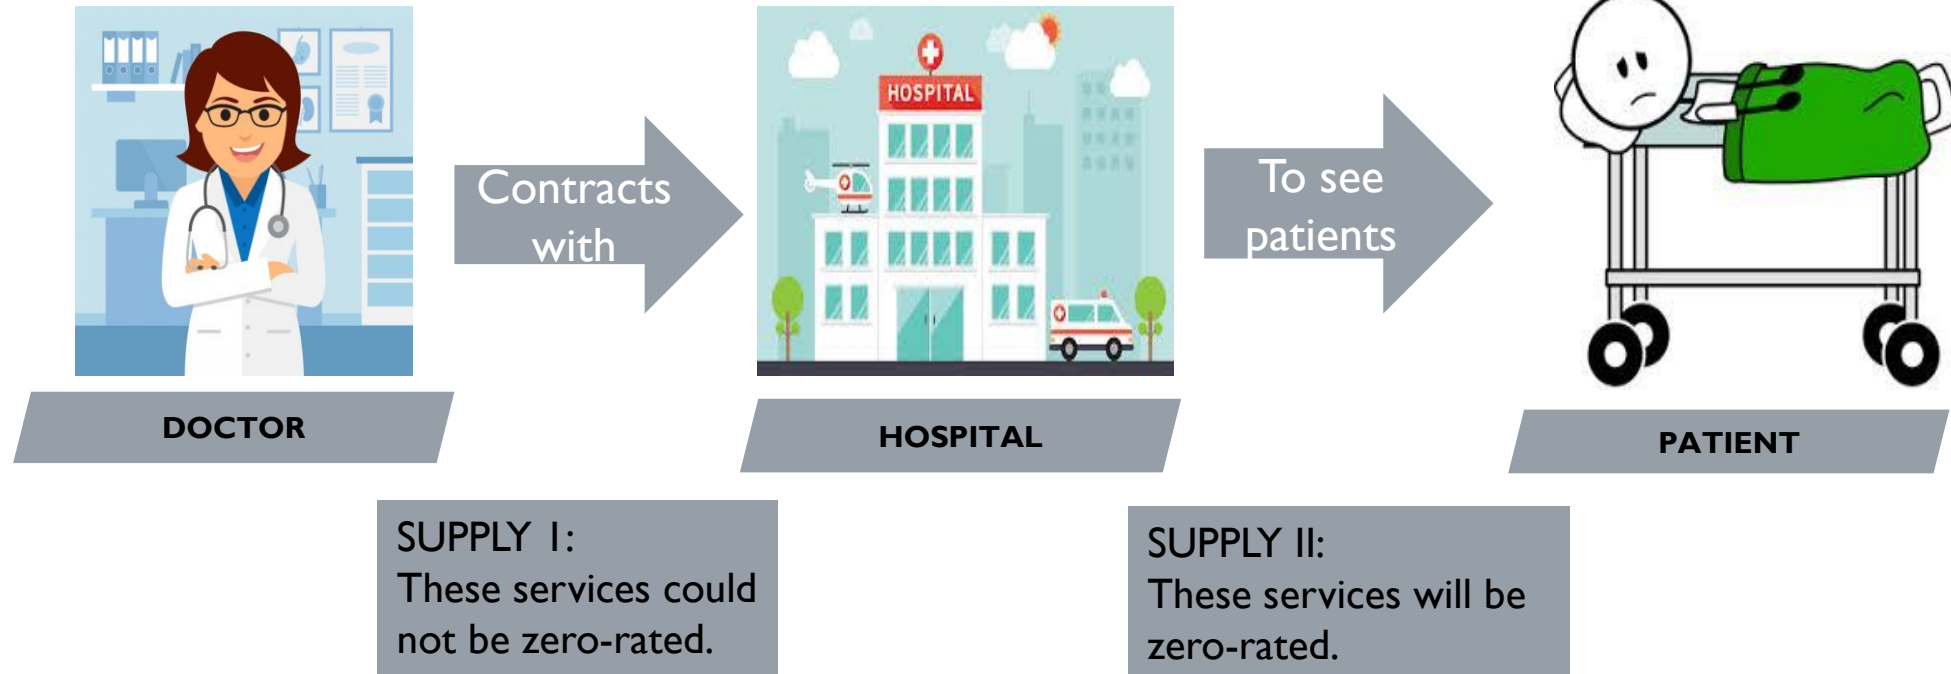 HOSPITAL
Contracts
with
To see
patients
DOCTOR
HOSPITAL
PATIENT
SUPPLY I:
These services could
not be zero-rated.
SUPPLY II:
These services will be
zero-rated.